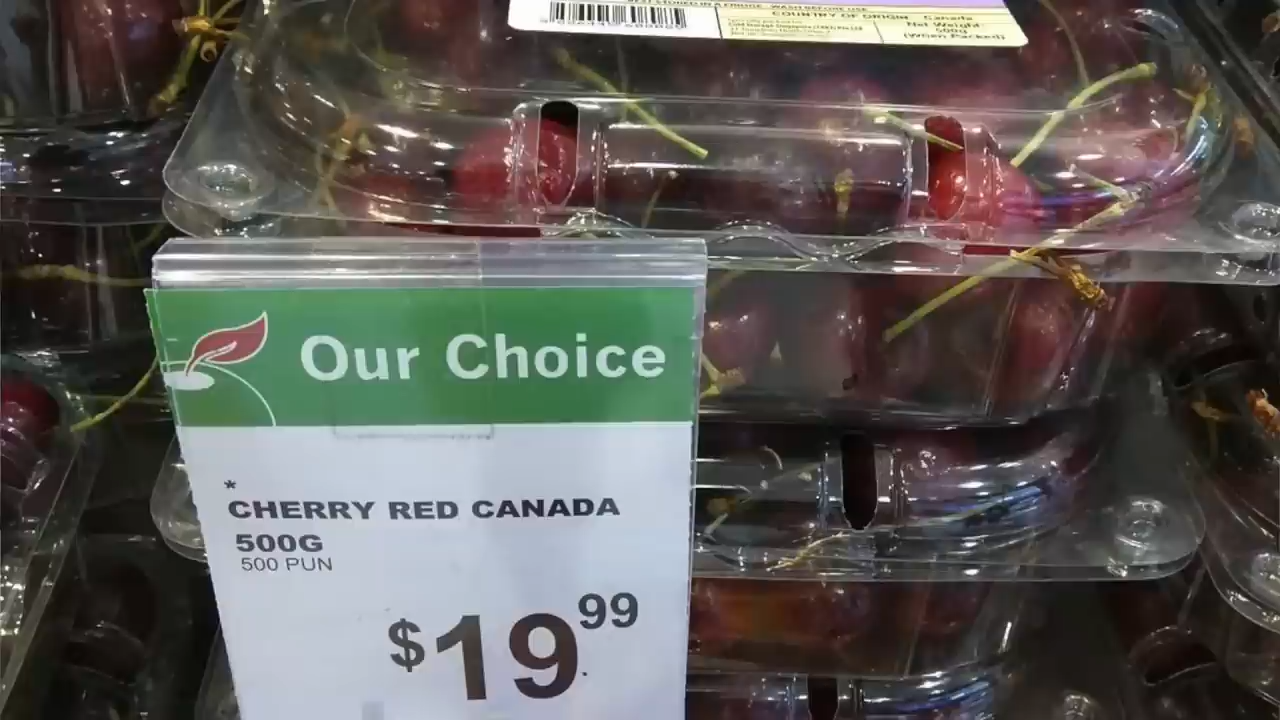 COUNTRY OF ORIGIN Canada
Net Weight:
500g
(When Packed)
Our Choice
*
CHERRY RED CANADA
500G
500 PUN
$19.99